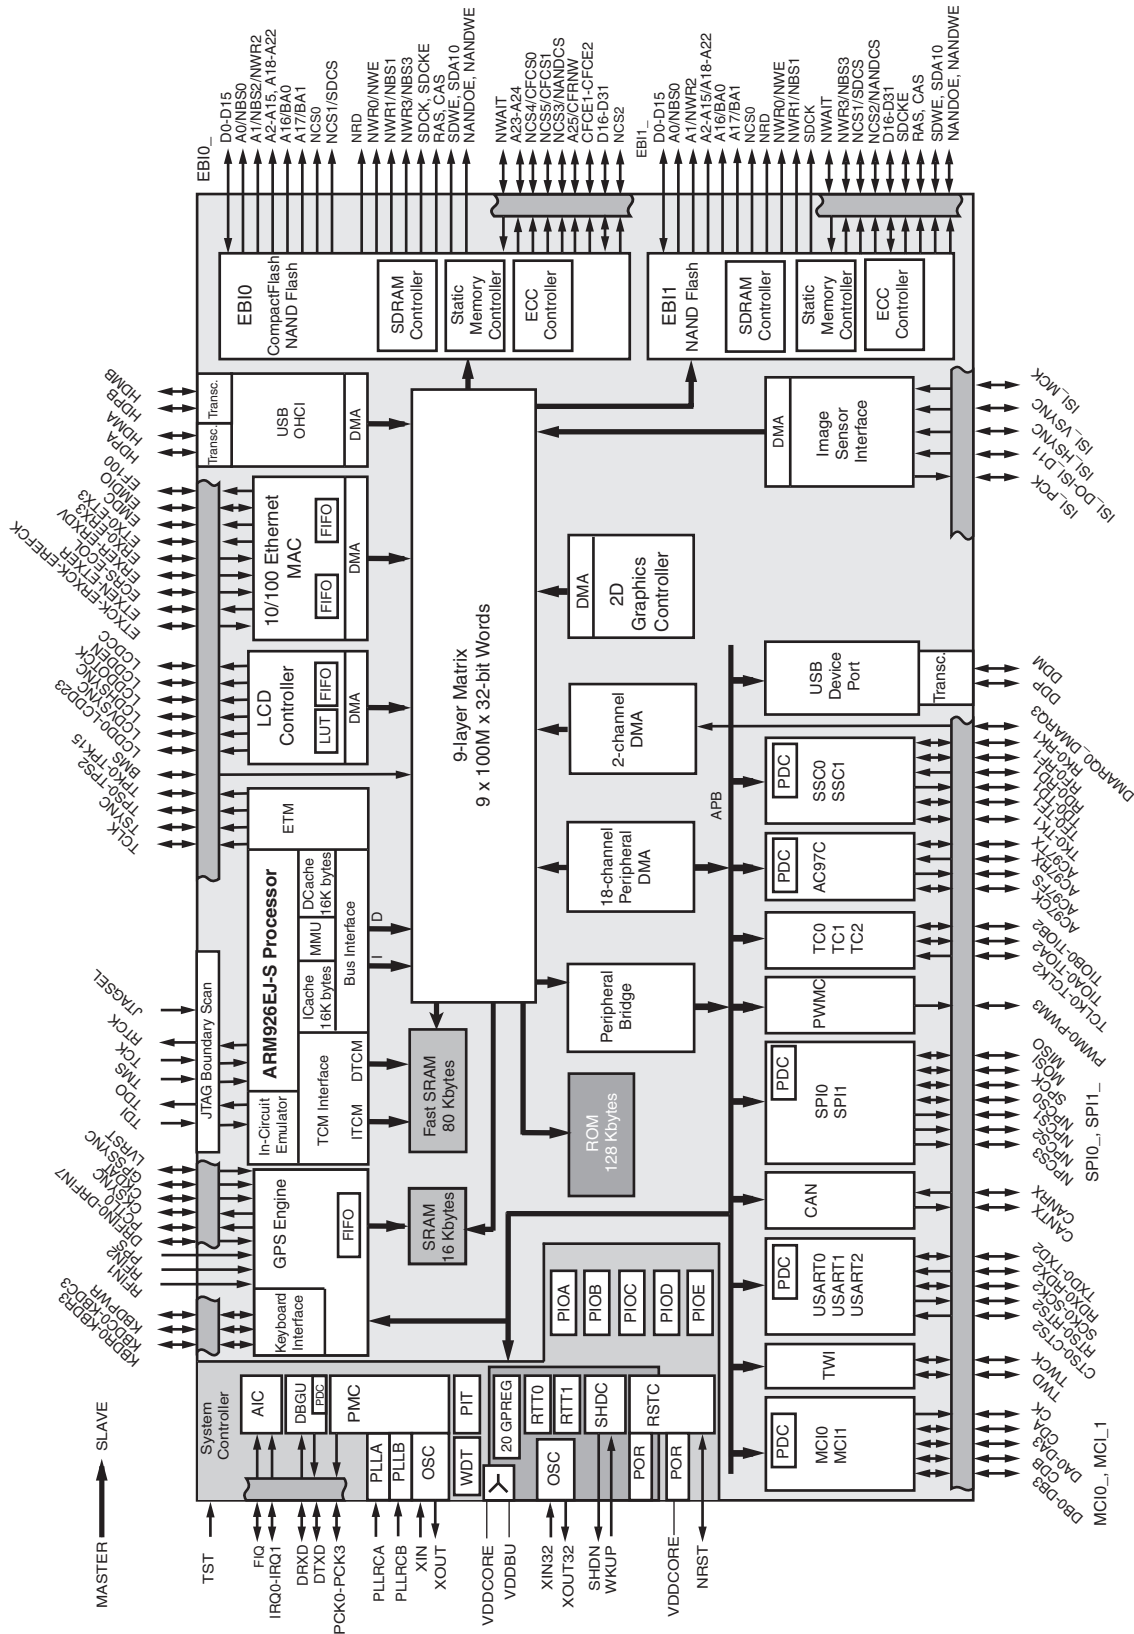 MASTER
SLAVE
TST
FIQ
IRQ0-IRQ1
DRXD
DTXD
PCK0-PCK3
PLLRCA
PLLRCB
XIN
XOUT
VDDCORE
VDDBU
XIN32
XOUT32
SHDN
WKUP
VDDCORE
NRST
System
Controller
AIC
DBGU
PDC
PMC
PLLA
PLLB
OSC
WDT
PIT
20 GPREG
OSC
RTT0
RTT1
SHDC
POR
POR
RSTC
PIOA
PIOB
PIOC
PIOD
PIOE
KBDR0-KBDR3
KBDPWR
KBDC0-KBDC3
RFIN1
RFIN2
PPS
DRFIN0-DRFIN7
PCTL0
CKSYNC
CKDAT
GPSSYNC
LVRST
Keyboard
Interface
GPS Engine
FIFO
SRAM
16 Kbytes
TDI
TDO
TMS
TCK
RTCK
JTAGSEL
JTAG Boundary Scan
In-Circuit
Emulator
ARM926EJ-S Processor
TCM Interface
ITCM
DTCM
ICache
16K bytes
MMU
DCache
16K bytes
Bus Interface
I
D
ETM
Fast SRAM
80 Kbytes
ROM
128 Kbytes
TCLK
TSYNC
TPS0-TPS2
TPK0-TPK15
BMS
LCDD0-LCDD23
LCDVSYNC
LCDHSYNC
LCDDOTCK
LCDDEN
LCDCC
LCD
Controller
LUT
FIFO
DMA
ETXCK-ERXCK-EREFCK
ETXEN-ETXER
ECRS-ECOL
ERXER-ERXDV
ERX0-ERX3
ETX0-ETX3
EMDC
EMDIO
EF100
10/100 Ethernet
MAC
FIFO
FIFO
DMA
HDPA
HDMA
HDPB
HDMB
Transc.
Transc.
USB
OHCI
DMA
9-layer Matrix
9 x 100M x 32-bit Words
Peripheral
Bridge
18-channel
Peripheral
DMA
2-channel
DMA
DMA
2D
Graphics
Controller
APB
EBI0
CompactFlash
NAND Flash
SDRAM
Controller
Static
Memory
Controller
ECC
Controller
EBI0_
D0-D15
A0/NBS0
A1/NBS2/NWR2
A2-A15, A18-A22
A16/BA0
A17/BA1
NCS0
NCS1/SDCS
NRD
NWR0/NWE
NWR1/NBS1
NWR3/NBS3
SDCK, SDCKE
RAS, CAS
SDWE, SDA10
NANDOE, NANDWE
NWAIT
A23-A24
NCS4/CFCS0
NCS5/CFCS1
NCS3/NANDCS
A25/CFRNW
CFCE1-CFCE2
D16-D31
NCS2
EBI1
NAND Flash
SDRAM
Controller
Static
Memory
Controller
ECC
Controller
EBI1_
D0-D15
A0/NBS0
A1/NWR2
A2-A15/A18-A22
A16/BA0
A17/BA1
NCS0
NRD
NWR0/NWE
NWR1/NBS1
SDCK
NWAIT
NWR3/NBS3
NCS1/SDCS
NCS2/NANDCS
D16-D31
SDCKE
RAS, CAS
SDWE, SDA10
NANDOE, NANDWE
DMA
Image
Sensor
Interface
ISI_PCK
ISI_DO-ISI_D11
ISI_HSYNC
ISI_VSYNC
ISI_MCK
PDC
MCI0
MCI1
TWI
PDC
USART0
USART1
USART2
CAN
PDC
SPI0
SPI1
PWMC
TC0
TC1
TC2
PDC
AC97C
PDC
SSC0
SSC1
USB
Device
Port
Transc.
DB0-DB3
CDB
DA0-DA3
CDA
CK
MCI0_, MCI_1
TWD
TWCK
CTS0-CTS2
RTS0-RTS2
SCK0-SCK2
RDX0-RDX2
TXD0-TXD2
CANTX
CANRX
NPCS3
NPCS2
NPCS1
NPCS0
SPCK
MOSI
MISO
SPI0_, SPI1_
PWM0-PWM3
TCLK0-TCLK2
TIOA0-TIOA2
TIOB0-TIOB2
AC97CK
AC97FS
AC97RX
AC97TX
TK0-TK1
TF0-TF1
TD0-TD1
RD0-RD1
RF0-RF1
RK0-RK1
DMARQ0_DMARQ3
DDP
DDM